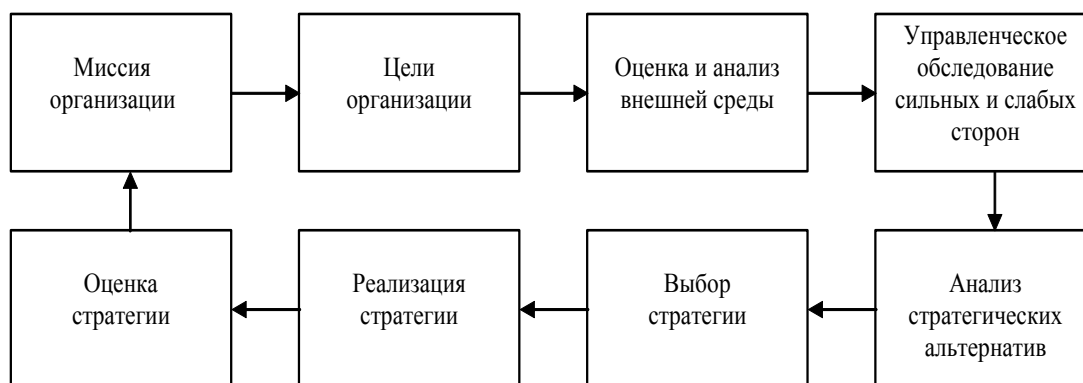 Миссия
организации
Цели
организации
Оценка и анализ
внешней среды
Управленческое
обследование
сильных и слабых
сторон
Оценка
стратегии
Реализация
стратегии
Выбор
стратегии
Анализ
стратегических
альтернатив